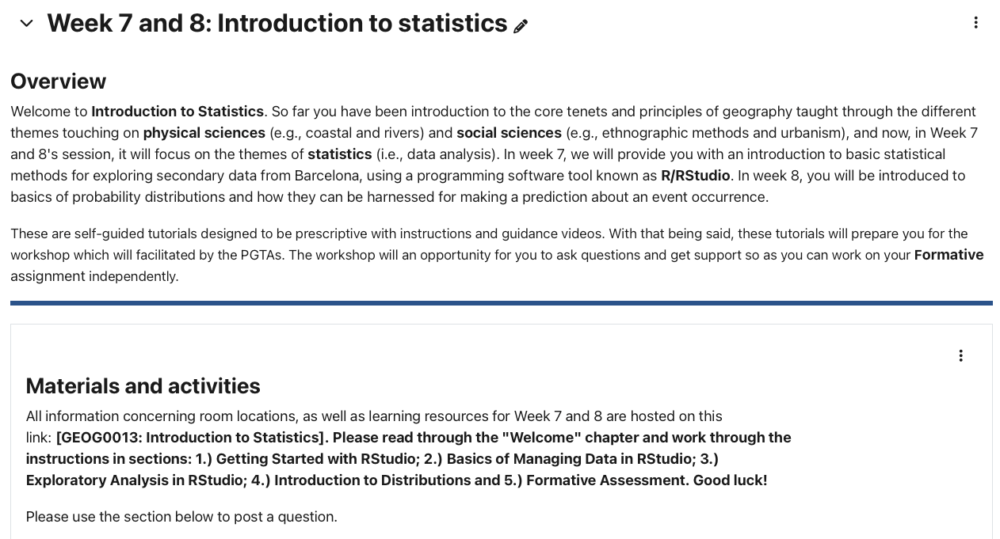 Week 7 and 8: Introduction to statistics
Overview
Welcome to Introduction to Statistics. So far you have been introduction to the core tenets and principles of geography taught through the different
themes touching on physical sciences (e.g., coastal and rivers) and social sciences (e.g., ethnographic methods and urbanism), and now, in Week 7
and 8's session, it will focus on the themes of statistics (i.e., data analysis). In week 7, we will provide you with an introduction to basic statistical
methods for exploring secondary data from Barcelona, using a programming software tool known as R/RStudio. In week 8, you will be introduced to
basics of probability distributions and how they can be harnessed for making a prediction about an event occurrence.
These are self-guided tutorials designed to be prescriptive with instructions and guidance videos. With that being said, these tutorials will prepare you for the
workshop which will facilitated by the PGTAs. The workshop will an opportunity for you to ask questions and get support so as you can work on your Formative
assignment independently.
Materials and activities
All information concerning room locations, as well as learning resources for Week 7 and 8 are hosted on this
link: [GEOG0013: Introduction to Statistics]. Please read through the "Welcome" chapter and work through the
instructions in sections: 1.) Getting Started with RStudio; 2.) Basics of Managing Data in RStudio; 3.)
Exploratory Analysis in RStudio; 4.) Introduction to Distributions and 5.) Formative Assessment. Good luck!
Please use the section below to post a question.